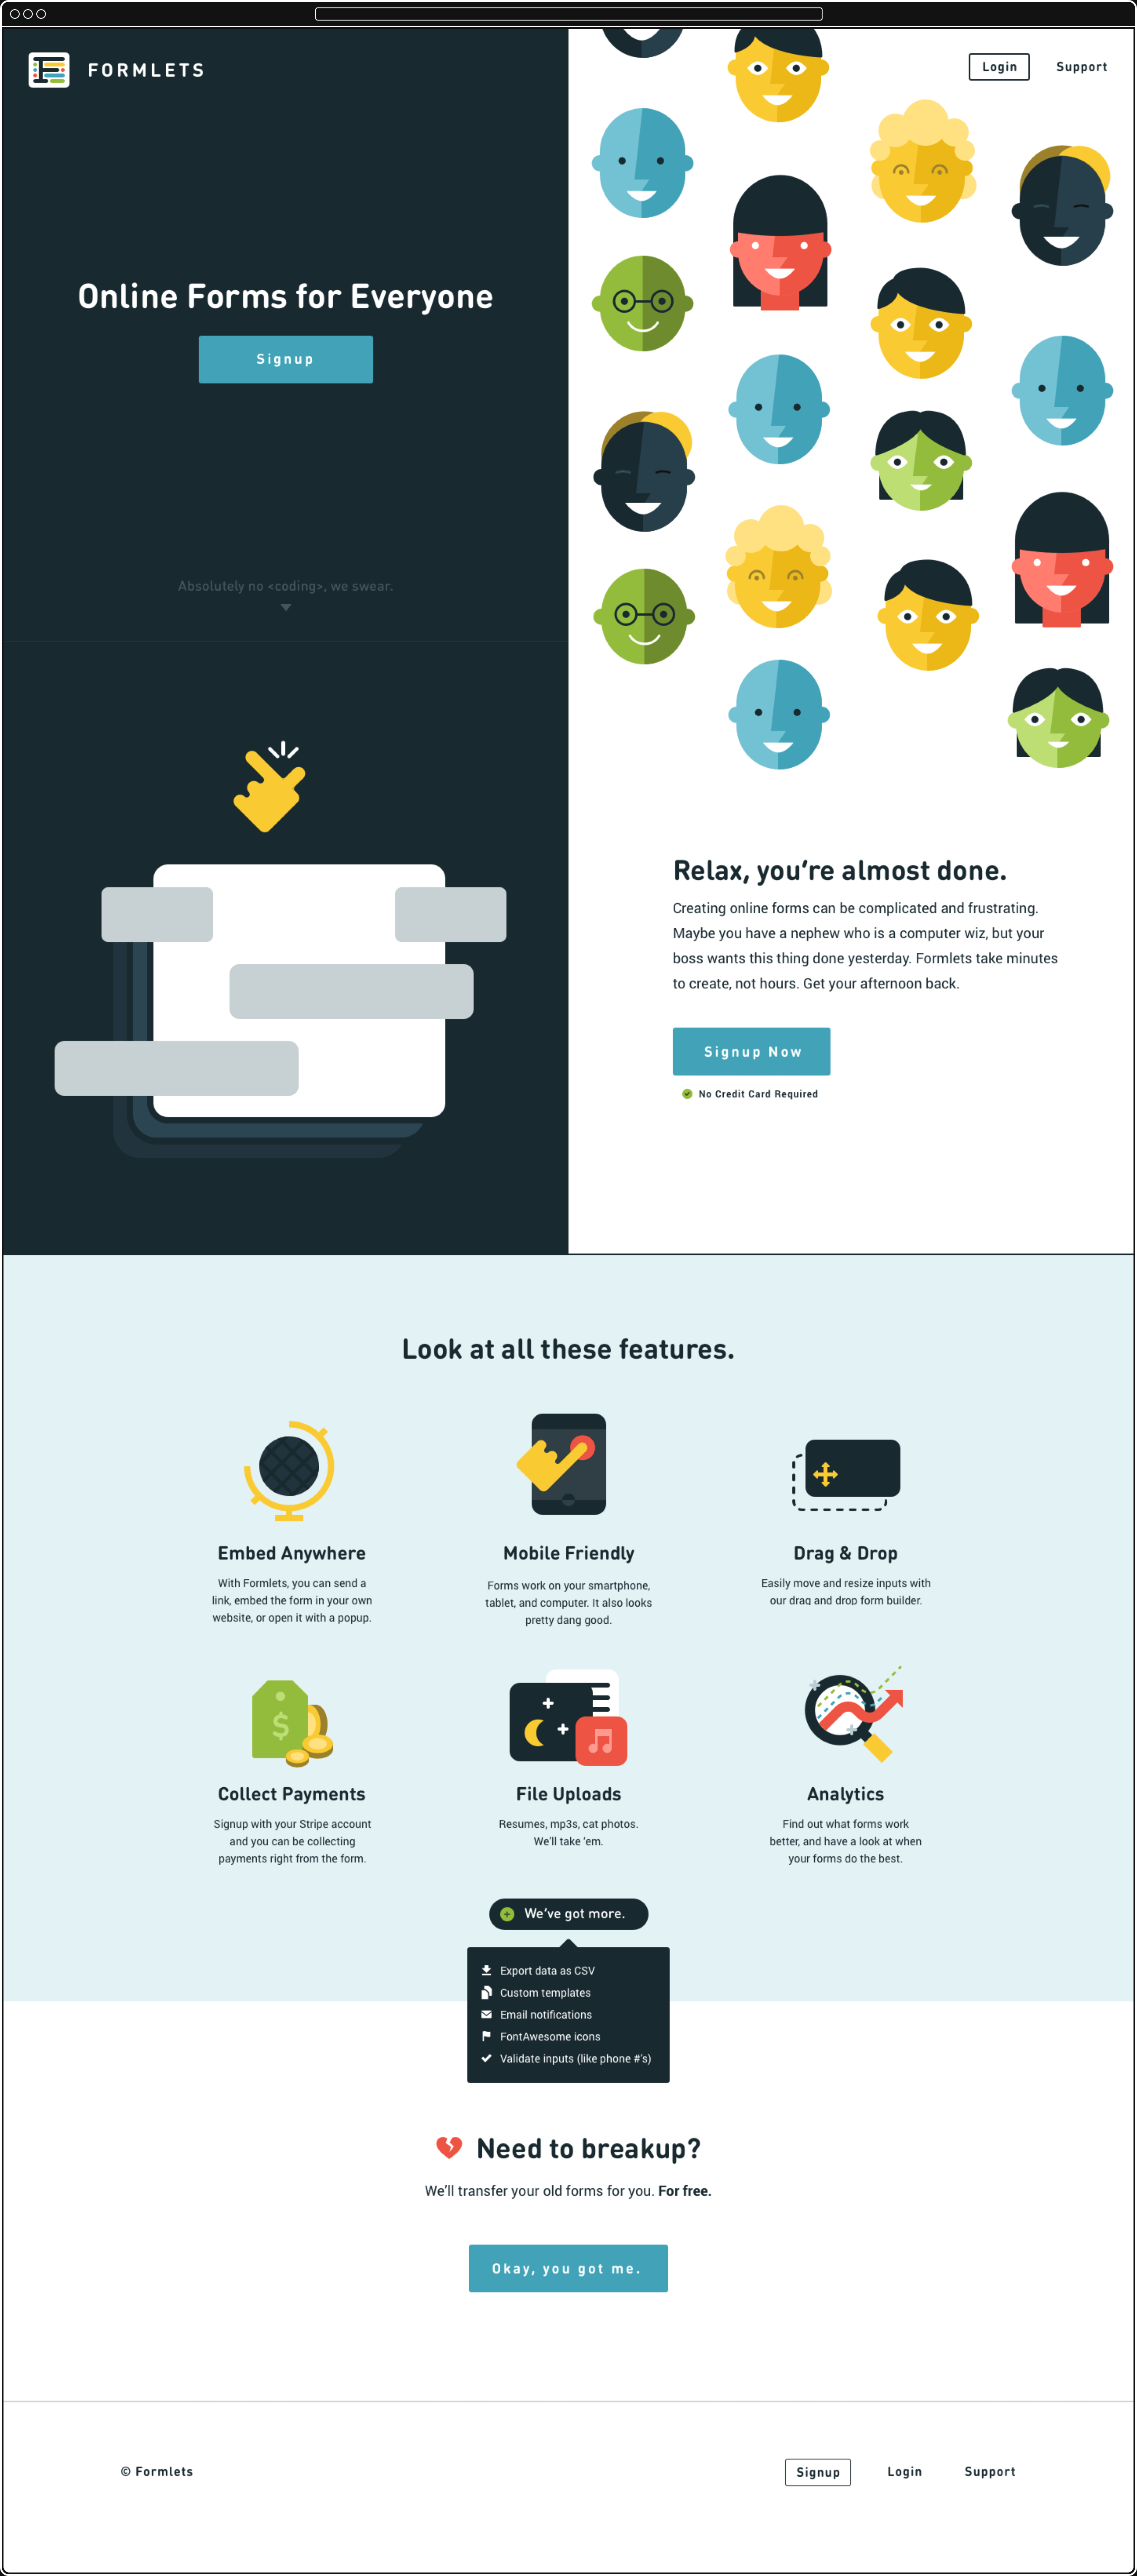 FORMLETS
Login
Support
Online Forms for Everyone
Signup
Absolutely no <coding>, we swear.
Relax, you’re almost done.
Creating online forms can be complicated and frustrating.
Maybe you have a nephew who is a computer wiz, but your
boss wants this thing done yesterday. Formlets take minutes
to create, not hours. Get your afternoon back.
Signup Now
No Credit Card Required
Look at all these features.
Embed Anywhere
With Formlets, you can send a
link, embed the form in your own
website, or open it with a popup.
Mobile Friendly
Forms work on your smartphone,
tablet, and computer. It also looks
pretty dang good.
Drag & Drop
Easily move and resize inputs with
our drag and drop form builder.
$
Collect Payments
Signup with your Stripe account
and you can be collecting
payments right from the form.
File Uploads
Resumes, mp3s, cat photos.
We’ll take ‘em.
Analytics
Find out what forms work
better, and have a look at when
your forms do the best.
We’ve got more.
Export data as CSV
Custom templates
Email notifications
FontAwesome icons
Validate inputs (like phone #’s)
Need to breakup?
We’ll transfer your old forms for you. For free.
Okay, you got me.
© Formlets
Signup
Login
Support